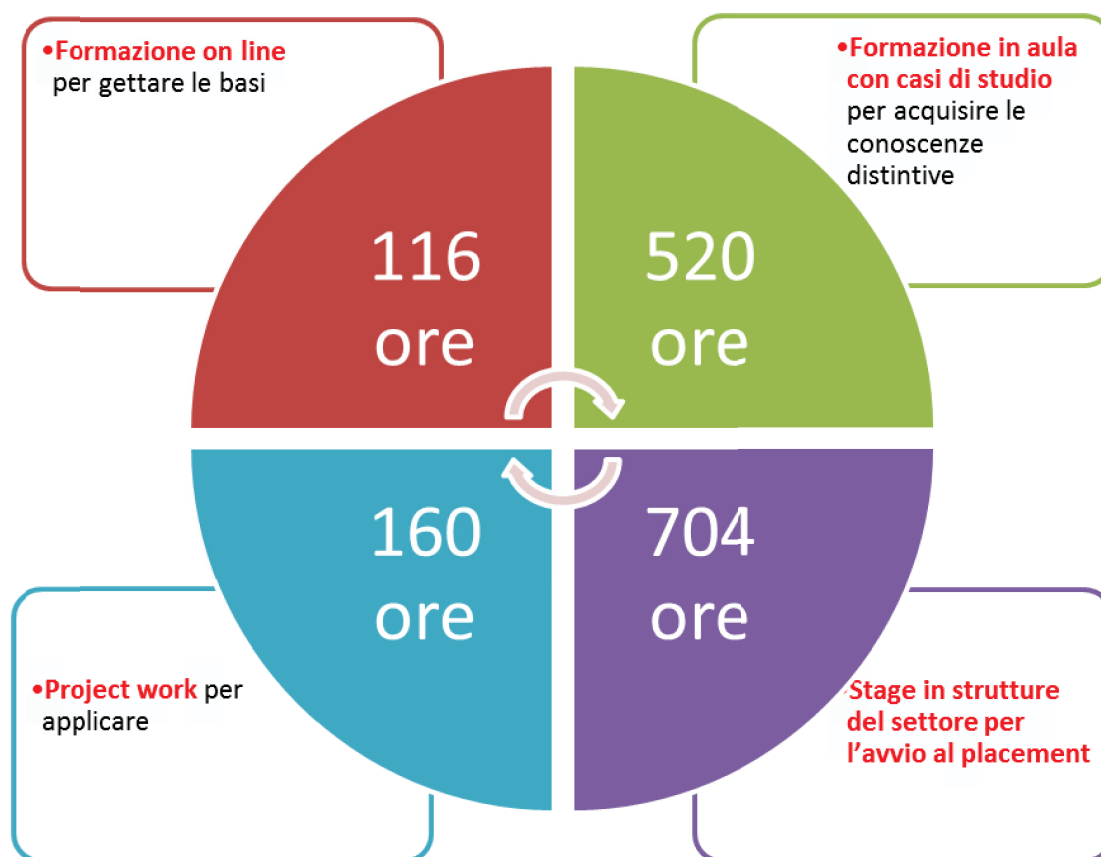 •Formazione on line
per gettare le basi
•Formazione in aula
con casi di studio
per acquisire le
conoscenze
distintive
116
ore
520
ore
160
ore
704
ore
•Project work per
applicare
Stage in strutture
del settore per
l’avvio al placement